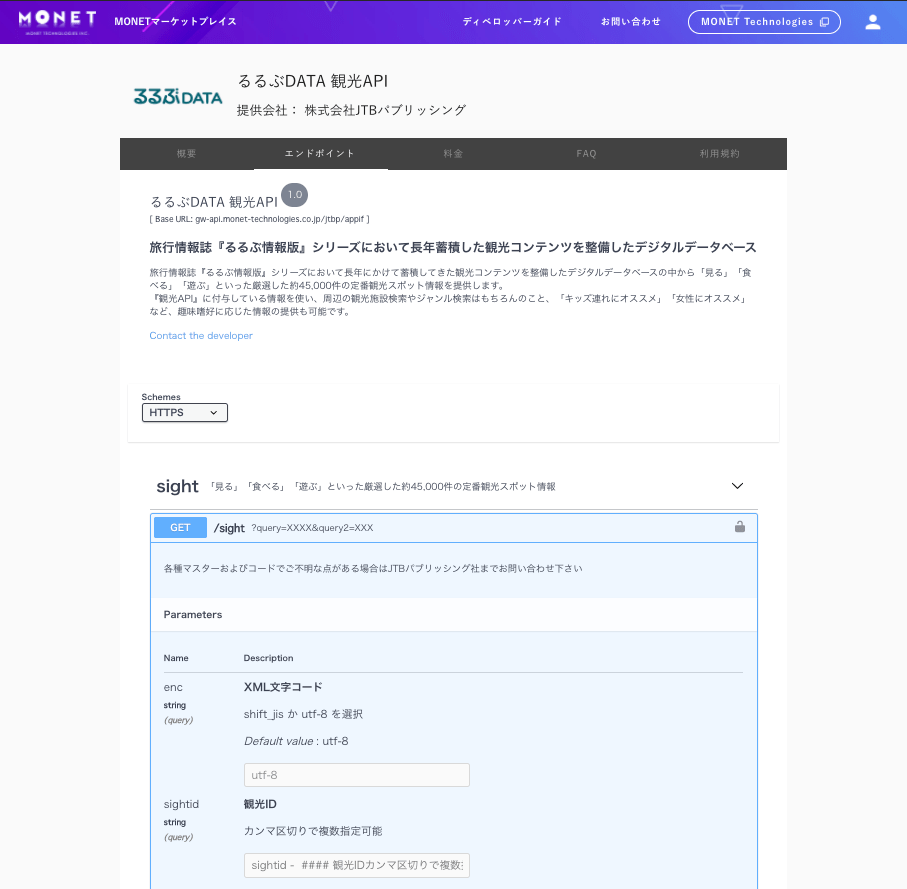 MONET
MONET TECHNOLOGIES INC.
MONETマーケットプレイス
ディベロッパーガイド
お問い合わせ
MONET Technologies
るるぶDATA
るるぶDATA 観光API
提供会社： 株式会社JTBパブリッシング
概要
エンドポイント
料金
FAQ
利用規約
るるぶDATA 観光API 1.0
[ Base URL: gw-api.monet-technologies.co.jp/jtbp/appif ]
旅行情報誌『るるぶ情報版』シリーズにおいて長年蓄積した観光コンテンツを整備したデジタルデータベース
旅行情報誌『るるぶ情報版』シリーズにおいて長年にかけて蓄積してきた観光コンテンツを整備したデジタルデータベースの中から「見る」「食
べる」「遊ぶ」といった厳選した約45,000件の定番観光スポット情報を提供します。
『観光API』に付与している情報を使い、周辺の観光施設検索やジャンル検索はもちろんのこと、「キッズ連れにオススメ」「女性にオススメ」
など、趣味嗜好に応じた情報の提供も可能です。
Contact the developer
Schemes
HTTPS
sight 「見る」「食べる」「遊ぶ」といった厳選した約45,000件の定番観光スポット情報
GET /sight ?query=XXXX&query2=XXX
各種マスターおよびコードでご不明な点がある場合はJTBパブリッシング社までお問い合わせ下さい
Parameters
Name Description
enc XML文字コード
string
(query)
shift_jis か utf-8 を選択
Default value : utf-8
utf-8
sightid 観光ID
string
(query)
カンマ区切りで複数指定可能
sightid - #### 観光IDカンマ区切りで複数